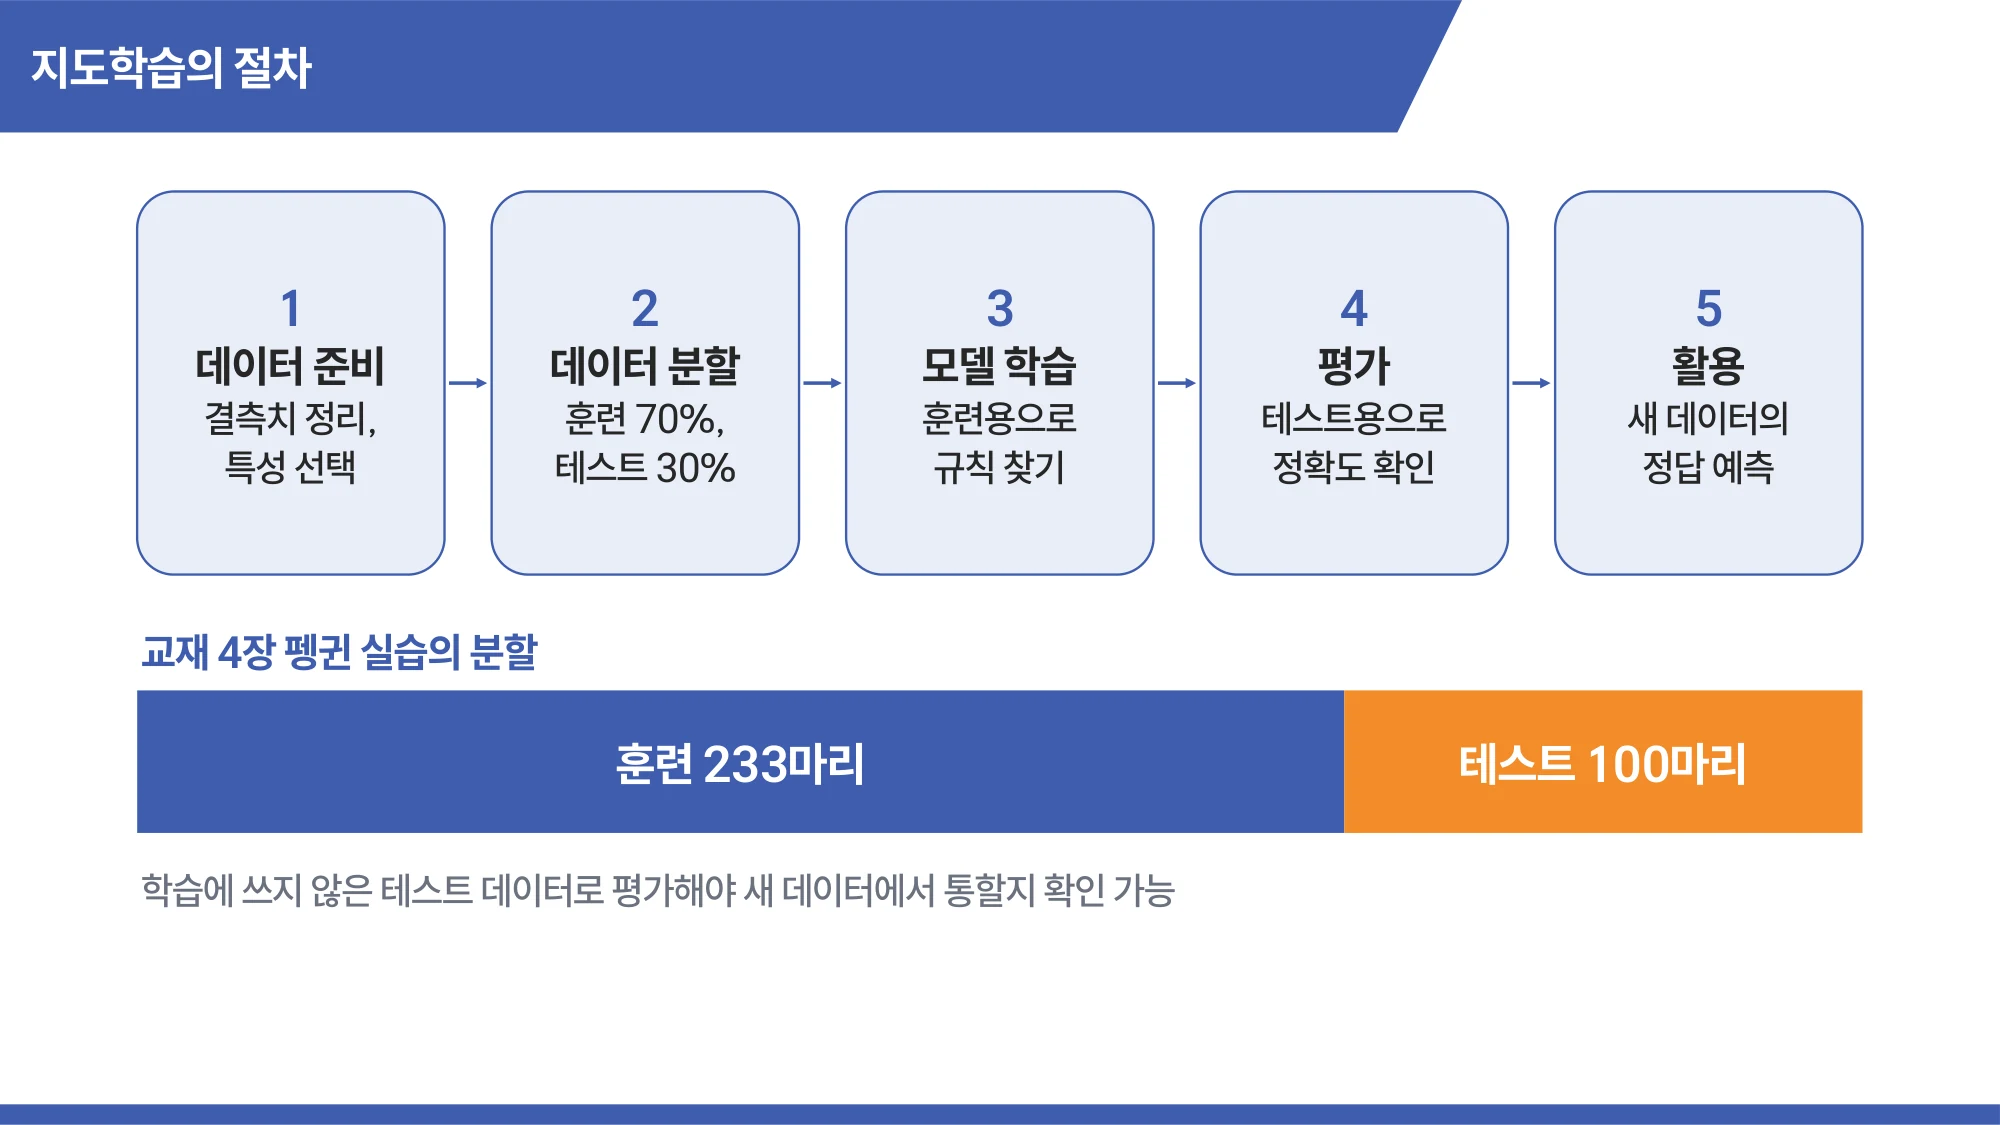 지도학습의 절차
1
데이터 준비
결측치 정리,
특성 선택
2
데이터 분할
훈련 70%,
테스트 30%
3
모델 학습
훈련용으로
규칙 찾기
4
평가
테스트용으로
정확도 확인
5
활용
새 데이터의
정답 예측
교재 4장 펭귄 실습의 분할
훈련 233마리
테스트 100마리
학습에 쓰지 않은 테스트 데이터로 평가해야 새 데이터에서 통할지 확인 가능